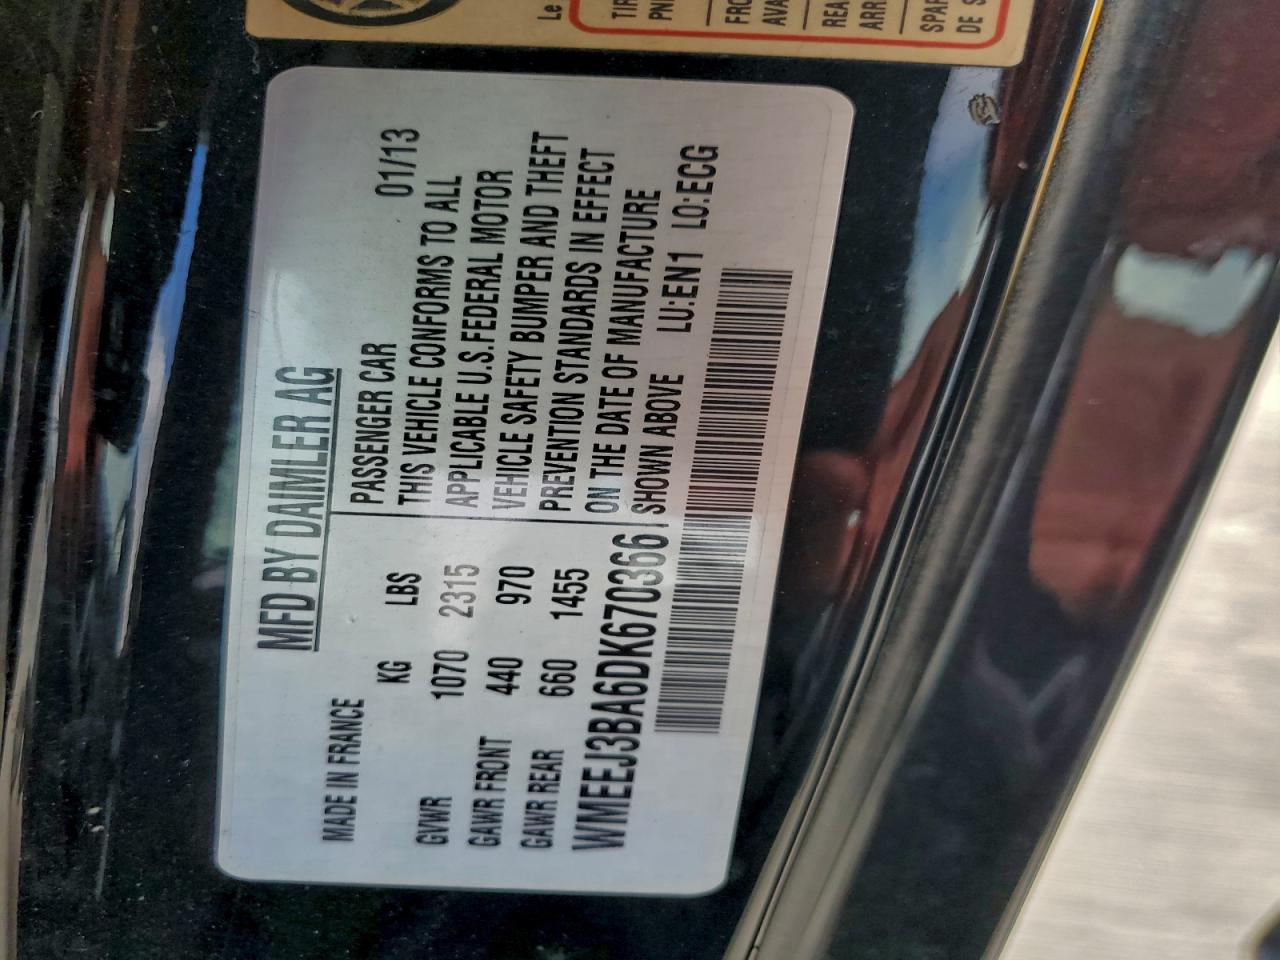 MFD BY DAIMLER AG
MADE IN FRANCE
KG LBS
GVWR 1070 2315
GAWR FRONT 440 970
GAWR REAR 660 1455
WMEEJ3BA6DK670366
PASSENGER CAR 01/13
THIS VEHICLE CONFORMS TO ALL
APPLICABLE U.S.FEDERAL MOTOR
VEHICLE SAFETY BUMPER AND THEFT
PREVENTION STANDARDS IN EFFECT
ON THE DATE OF MANUFACTURE
SHOWN ABOVE LU:EN1 LO:ECG
Le